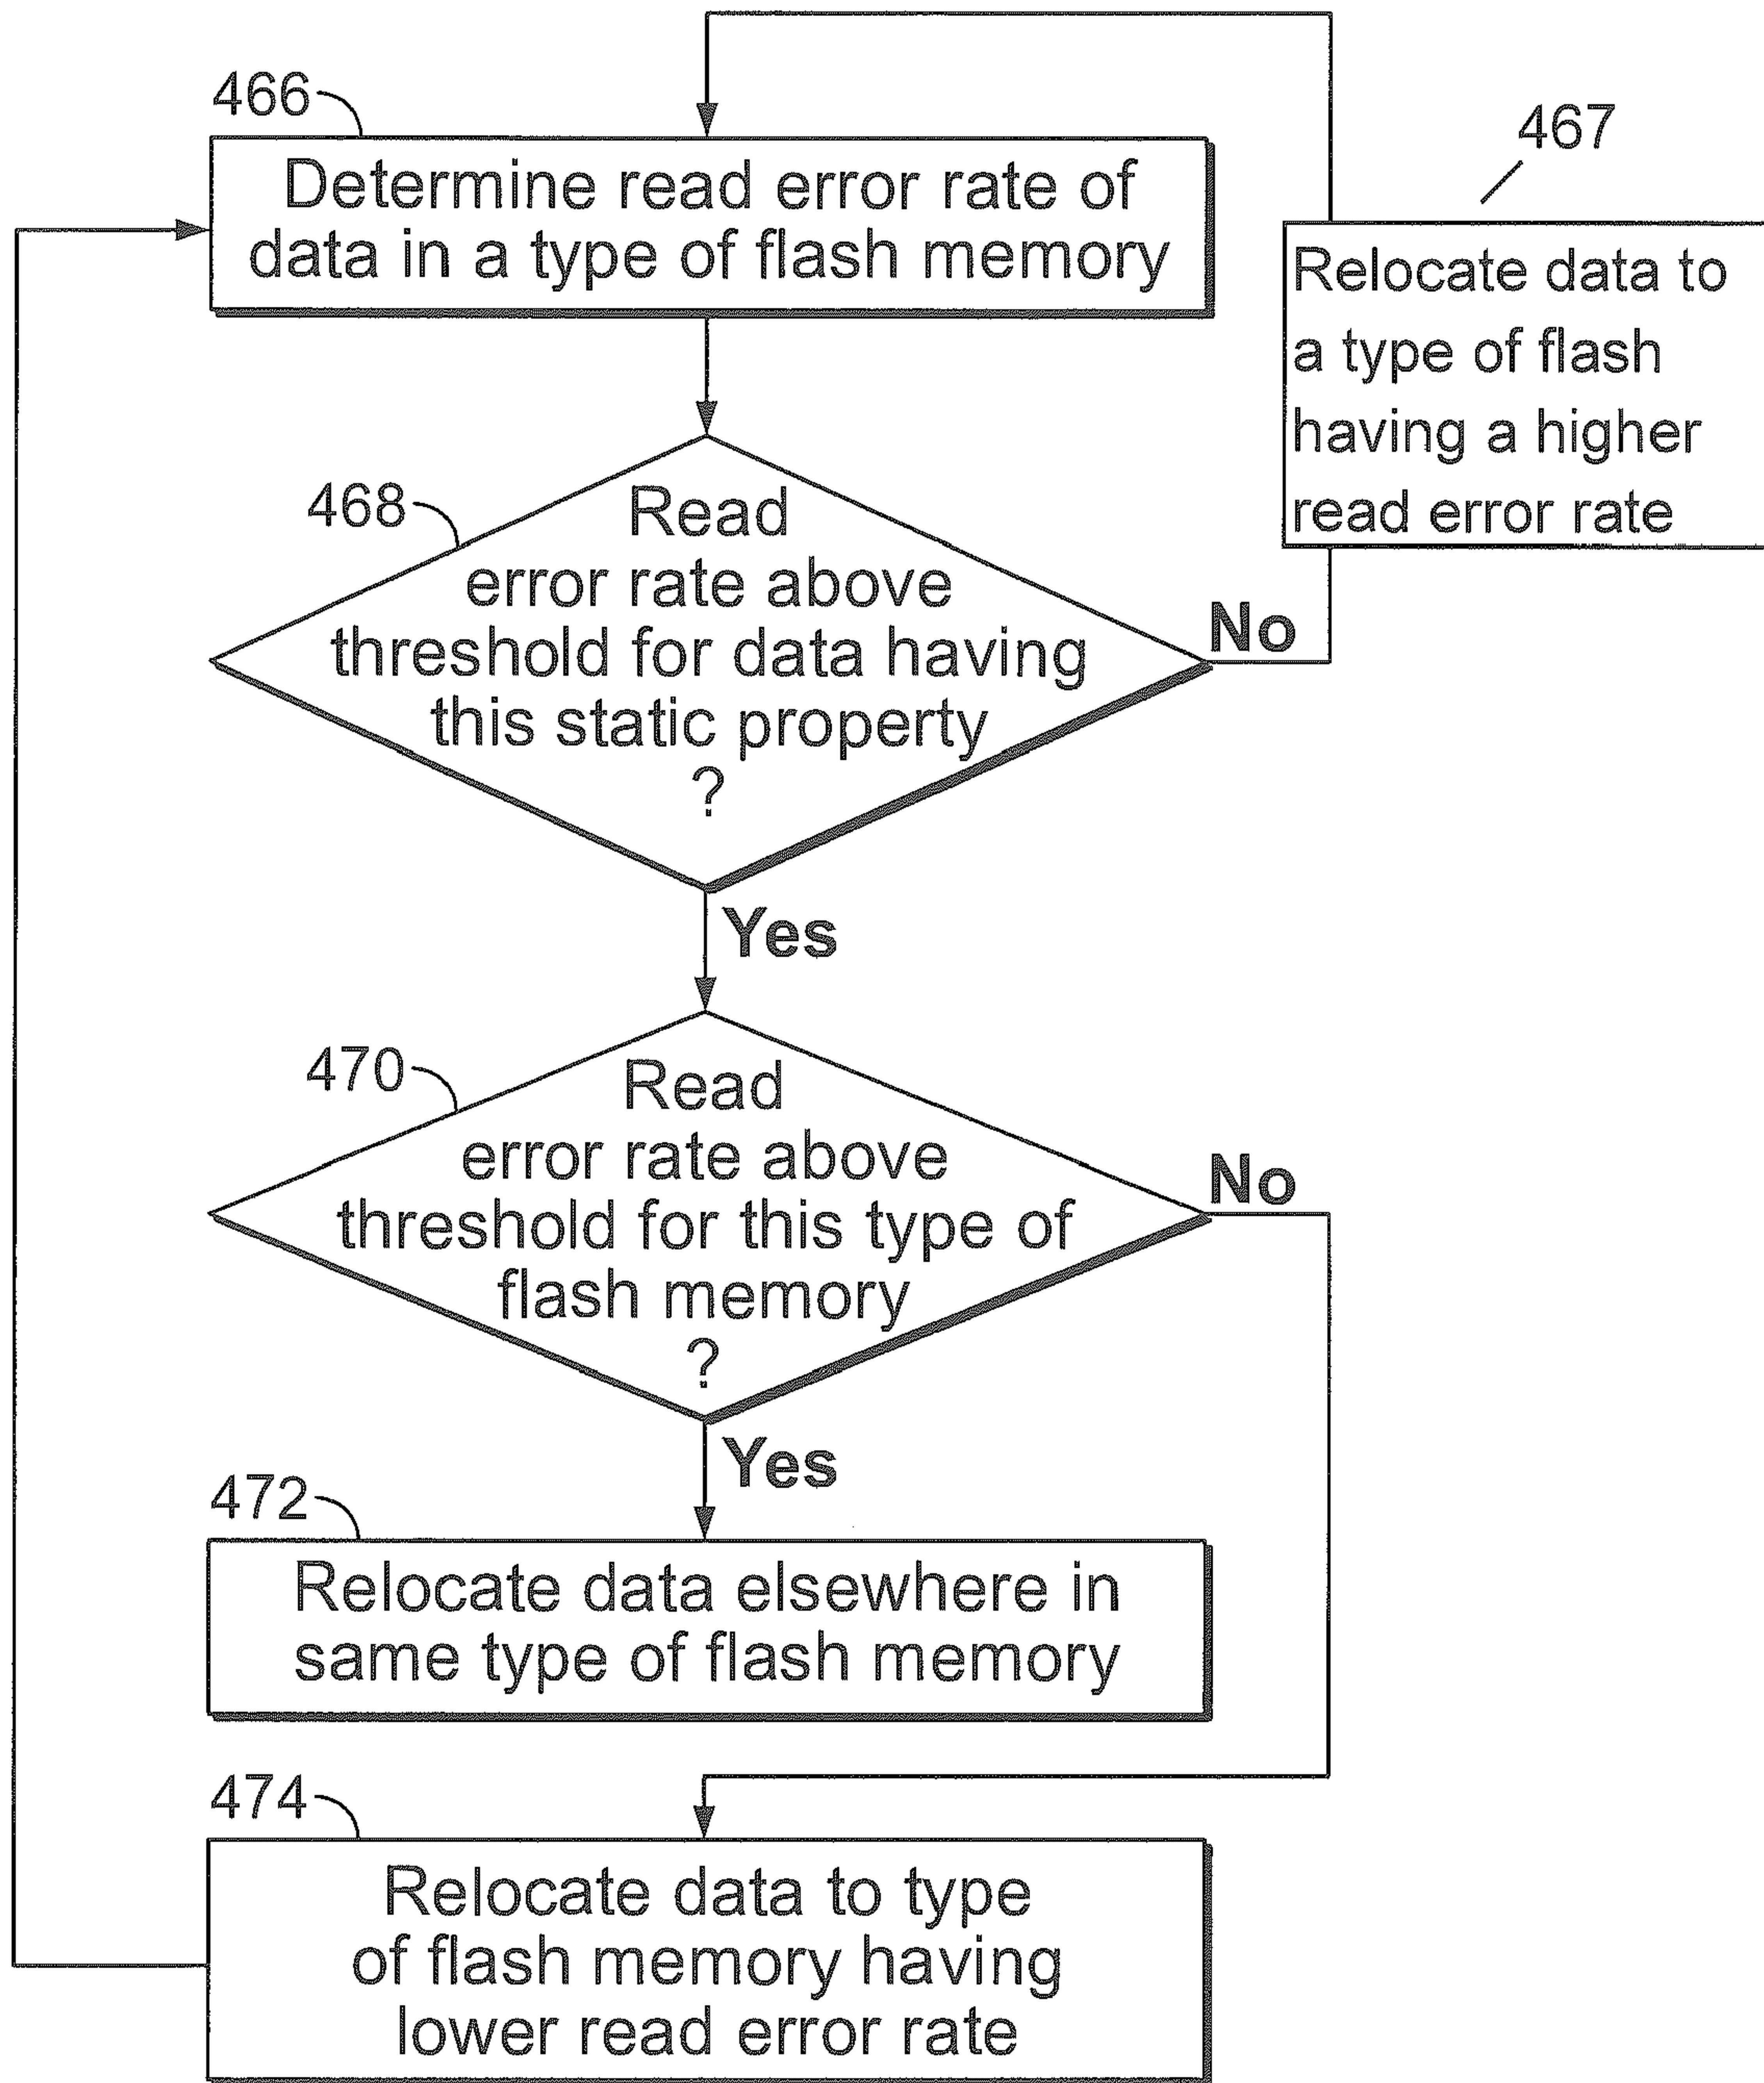 466
Determine read error rate of
data in a type of flash memory
467
Relocate data to
a type of flash
having a higher
read error rate
468
Read
error rate above
threshold for data having
this static property
?
No
Yes
470
Read
error rate above
threshold for this type of
flash memory
?
No
Yes
472
Relocate data elsewhere in
same type of flash memory
474
Relocate data to type
of flash memory having
lower read error rate